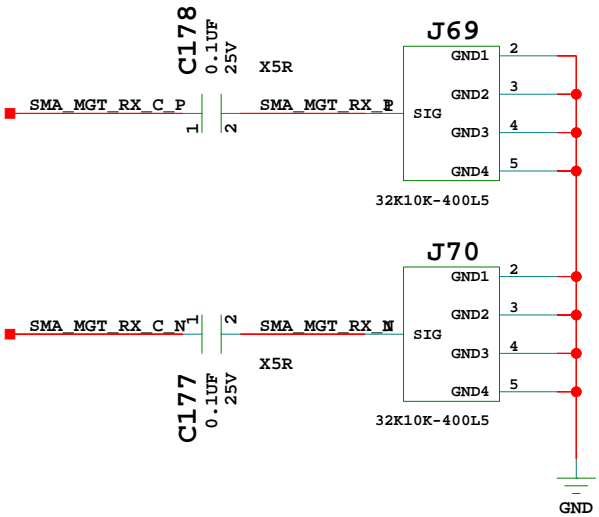 C178
0.1UF
25V
X5R
SMA_MGT_RX_C_P
1
2
SMA_MGT_RX_P
1
J69
SIG
GND1
2
GND2
3
GND3
4
GND4
5
32K10K-400L5
J70
SIG
GND1
2
GND2
3
GND3
4
GND4
5
32K10K-400L5
SMA_MGT_RX_C_N
1
2
SMA_MGT_RX_N
1
X5R
C177
0.1UF
25V
GND